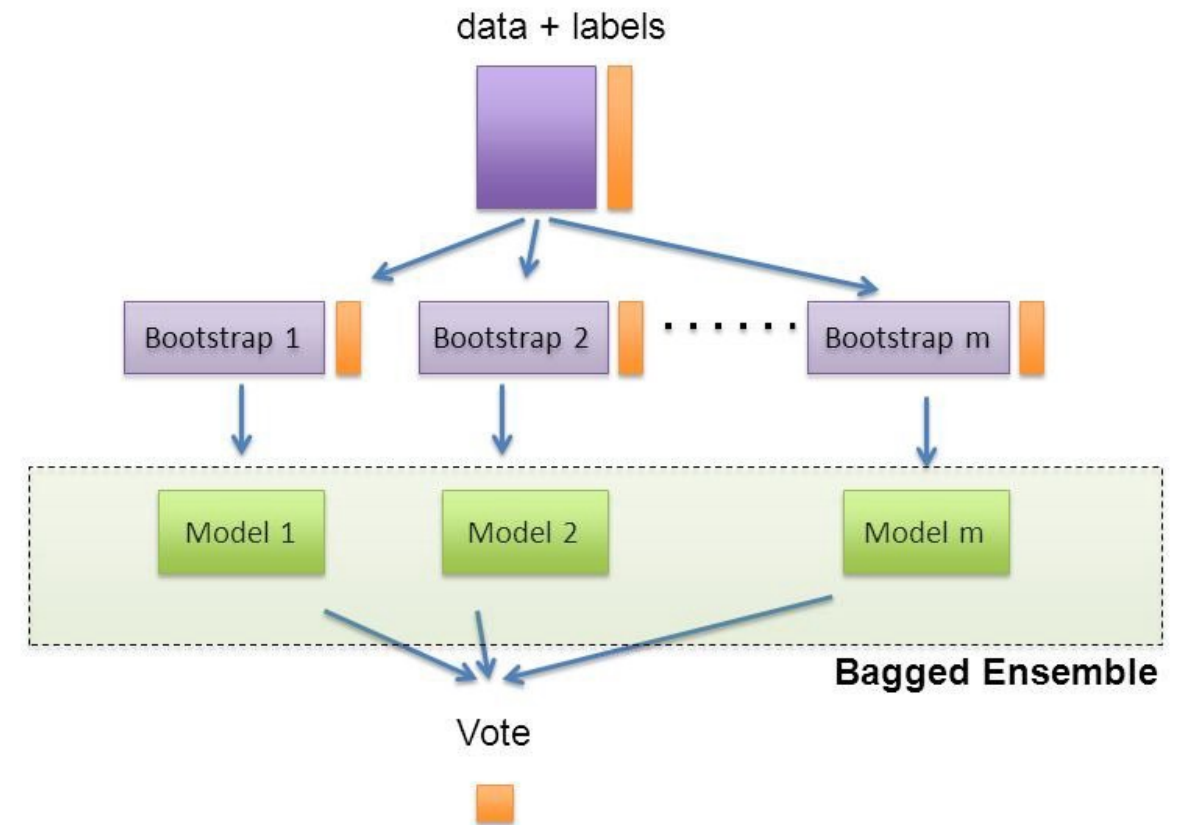 data + labels
Bootstrap 1
Bootstrap 2
......
Bootstrap m
Model 1
Model 2
Model m
Bagged Ensemble
Vote